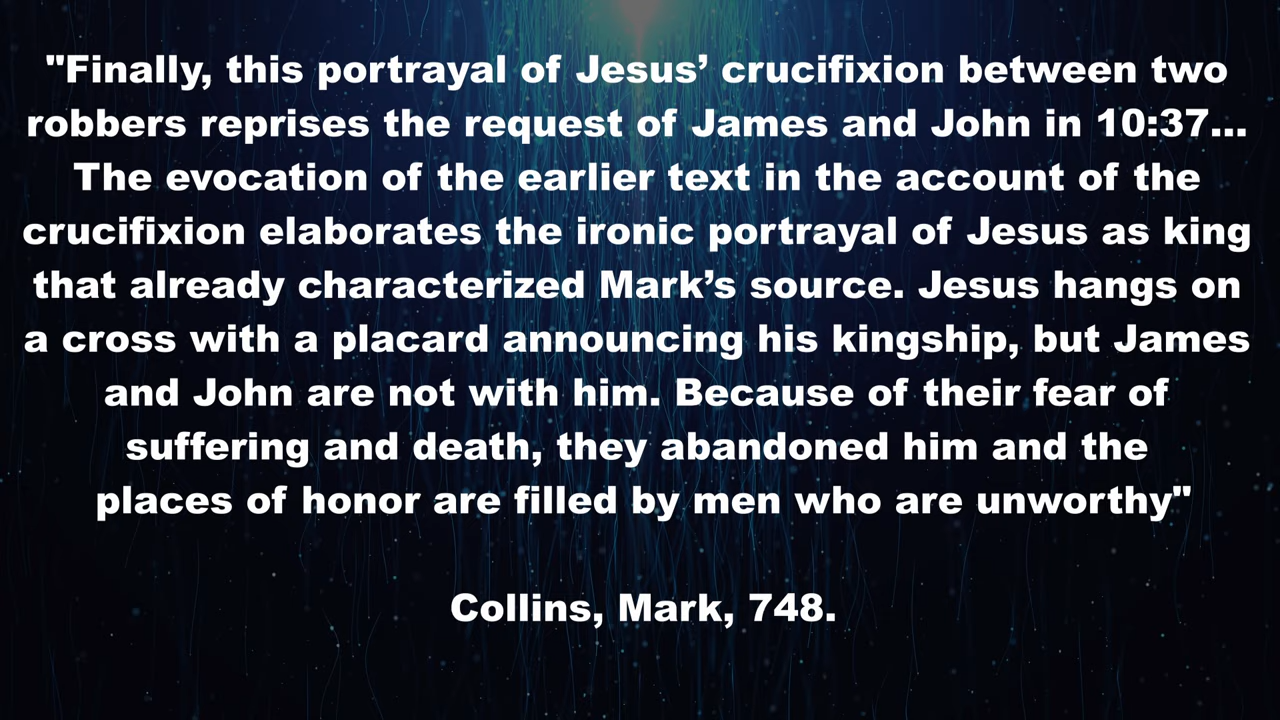 "Finally, this portrayal of Jesus’ crucifixion between two
robbers reprises the request of James and John in 10:37...
The evocation of the earlier text in the account of the
crucifixion elaborates the ironic portrayal of Jesus as king
that already characterized Mark’s source. Jesus hangs on
a cross with a placard announcing his kingship, but James
and John are not with him. Because of their fear of
suffering and death, they abandoned him and the
places of honor are filled by men who are unworthy"
Collins, Mark, 748.